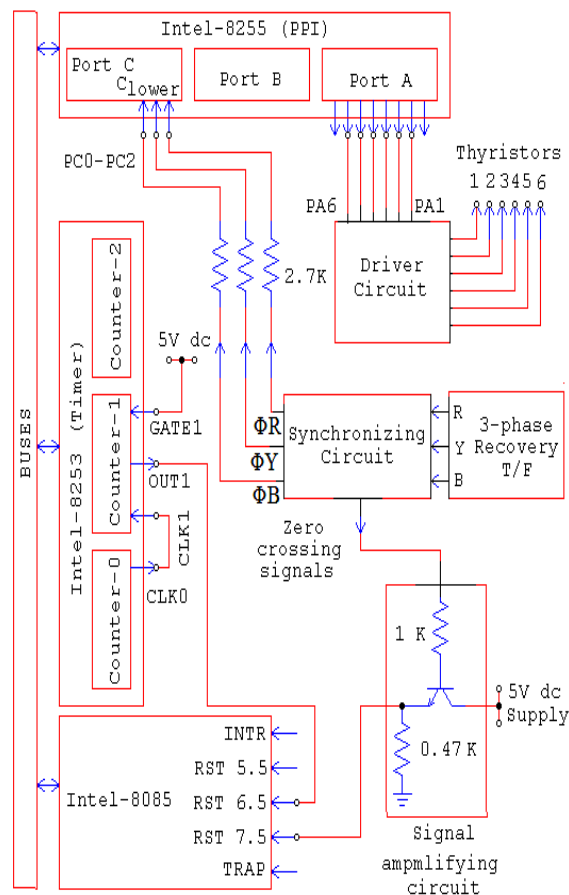 Intel-8255 (PPI)
Port C
Clower
Port B
Port A
PC0-PC2
PA6
PA1
Thyristors
1 2 3 4 5 6
Driver
Circuit
2.7K
5V dc
BUSES
Intel-8253 (Timer)
Counter-2
Counter-1
Counter-0
GATE1
OUT1
CLK1
CLK0
ΦR
ΦY
ΦB
Synchronizing
Circuit
R
Y
B
3-phase
Recovery
T/F
Zero
crossing
signals
1 K
5V dc
Supply
0.47 K
Intel-8085
INTR
RST 5.5
RST 6.5
RST 7.5
TRAP
Signal
ampmlifying
circuit